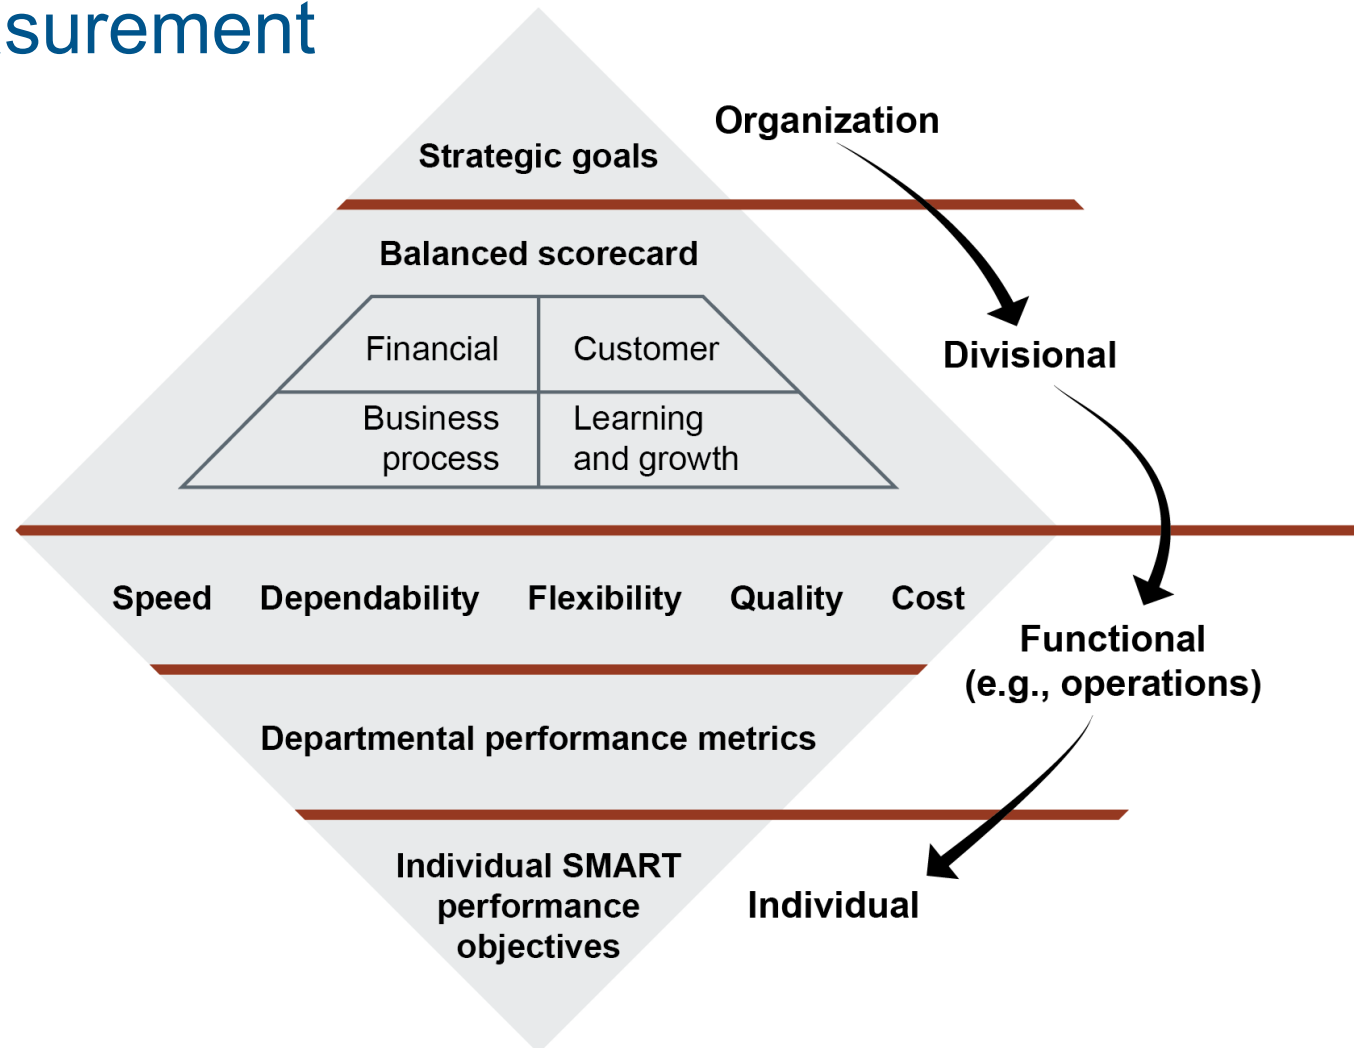 surement
Organization
Strategic goals
Balanced scorecard
Financial
Customer
Divisional
Business
process
Learning
and growth
Speed Dependability Flexibility Quality Cost
Functional
(e.g., operations)
Departmental performance metrics
Individual SMART
performance
objectives
Individual